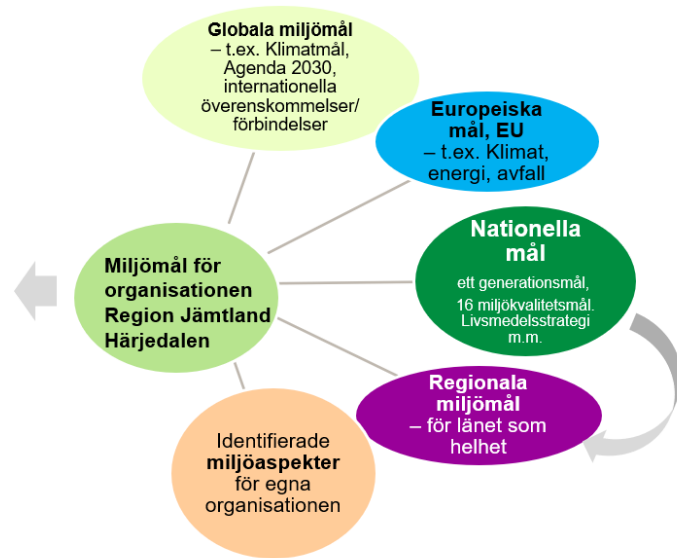 Globala miljömål
– t.ex. Klimatmål,
Agenda 2030,
internationella
överenskommelser/
förbindelser
Europeiska
mål, EU
– t.ex. Klimat,
energi, avfall
Nationella
mål
ett generationsmål,
16 miljökvalitetsmål.
Livsmedelsstrategi
m.m.
Miljömål för
organisationen
Region Jämtland
Härjedalen
Regionala
miljömål
– för länet som
helhet
Identifierade
miljöaspekter
för egna
organisationen